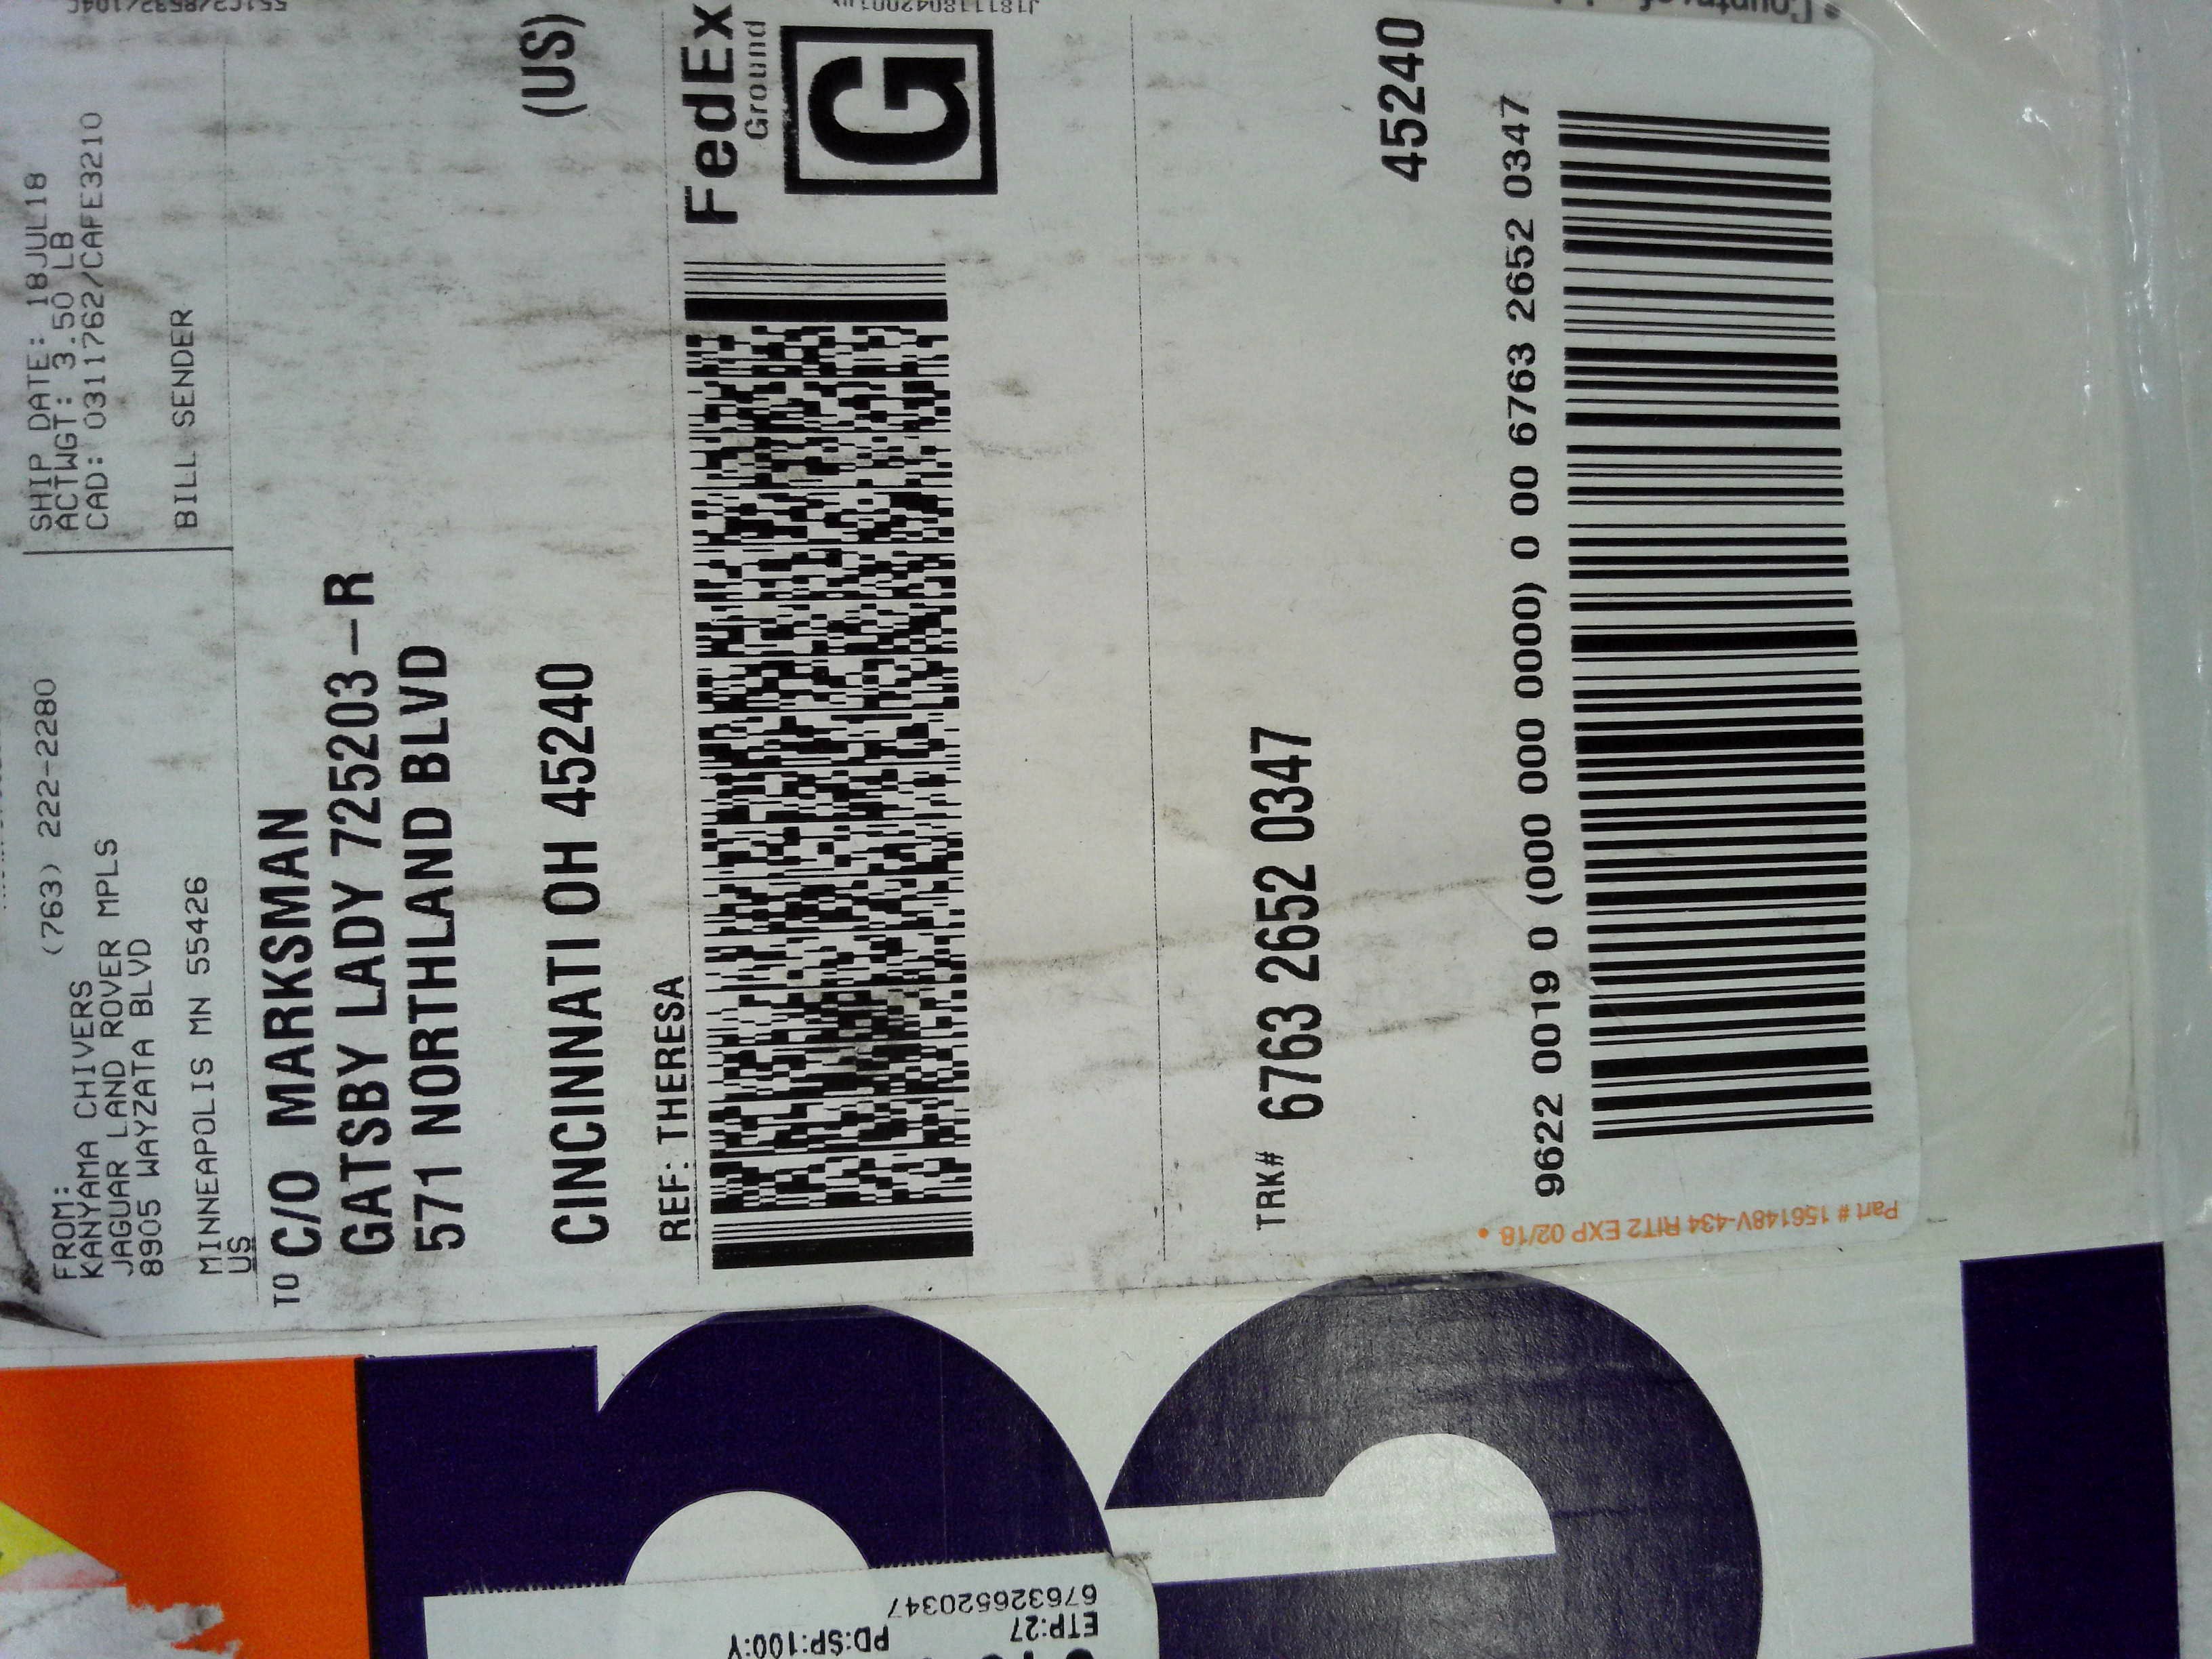 FROM:
(763) 222-2280
KANYAMA CHIVERS
JAGUAR LAND ROVER MPLS
8905 WAYZATA BLVD
MINNEAPOLIS MN 55426
US
SHIP DATE: 18JUL18
ACTWGT: 3.50 LB
CAD: 03111762/CAFE3210
BILL SENDER
TO C/O MARKSMAN
GATSBY LADY 725203-R
571 NORTHLAND BLVD
CINCINNATI OH 45240
(US)
REF: THERESA
FedEx
Ground
G
TRK# 6763 2652 0347
45240
9622 0019 0 (000 000 0000) 0 00 6763 2652 0347
Part # 156148V-434 RIT2 EXP 02/18 •
ETP:27
676326520347
PD:SP:100:Y